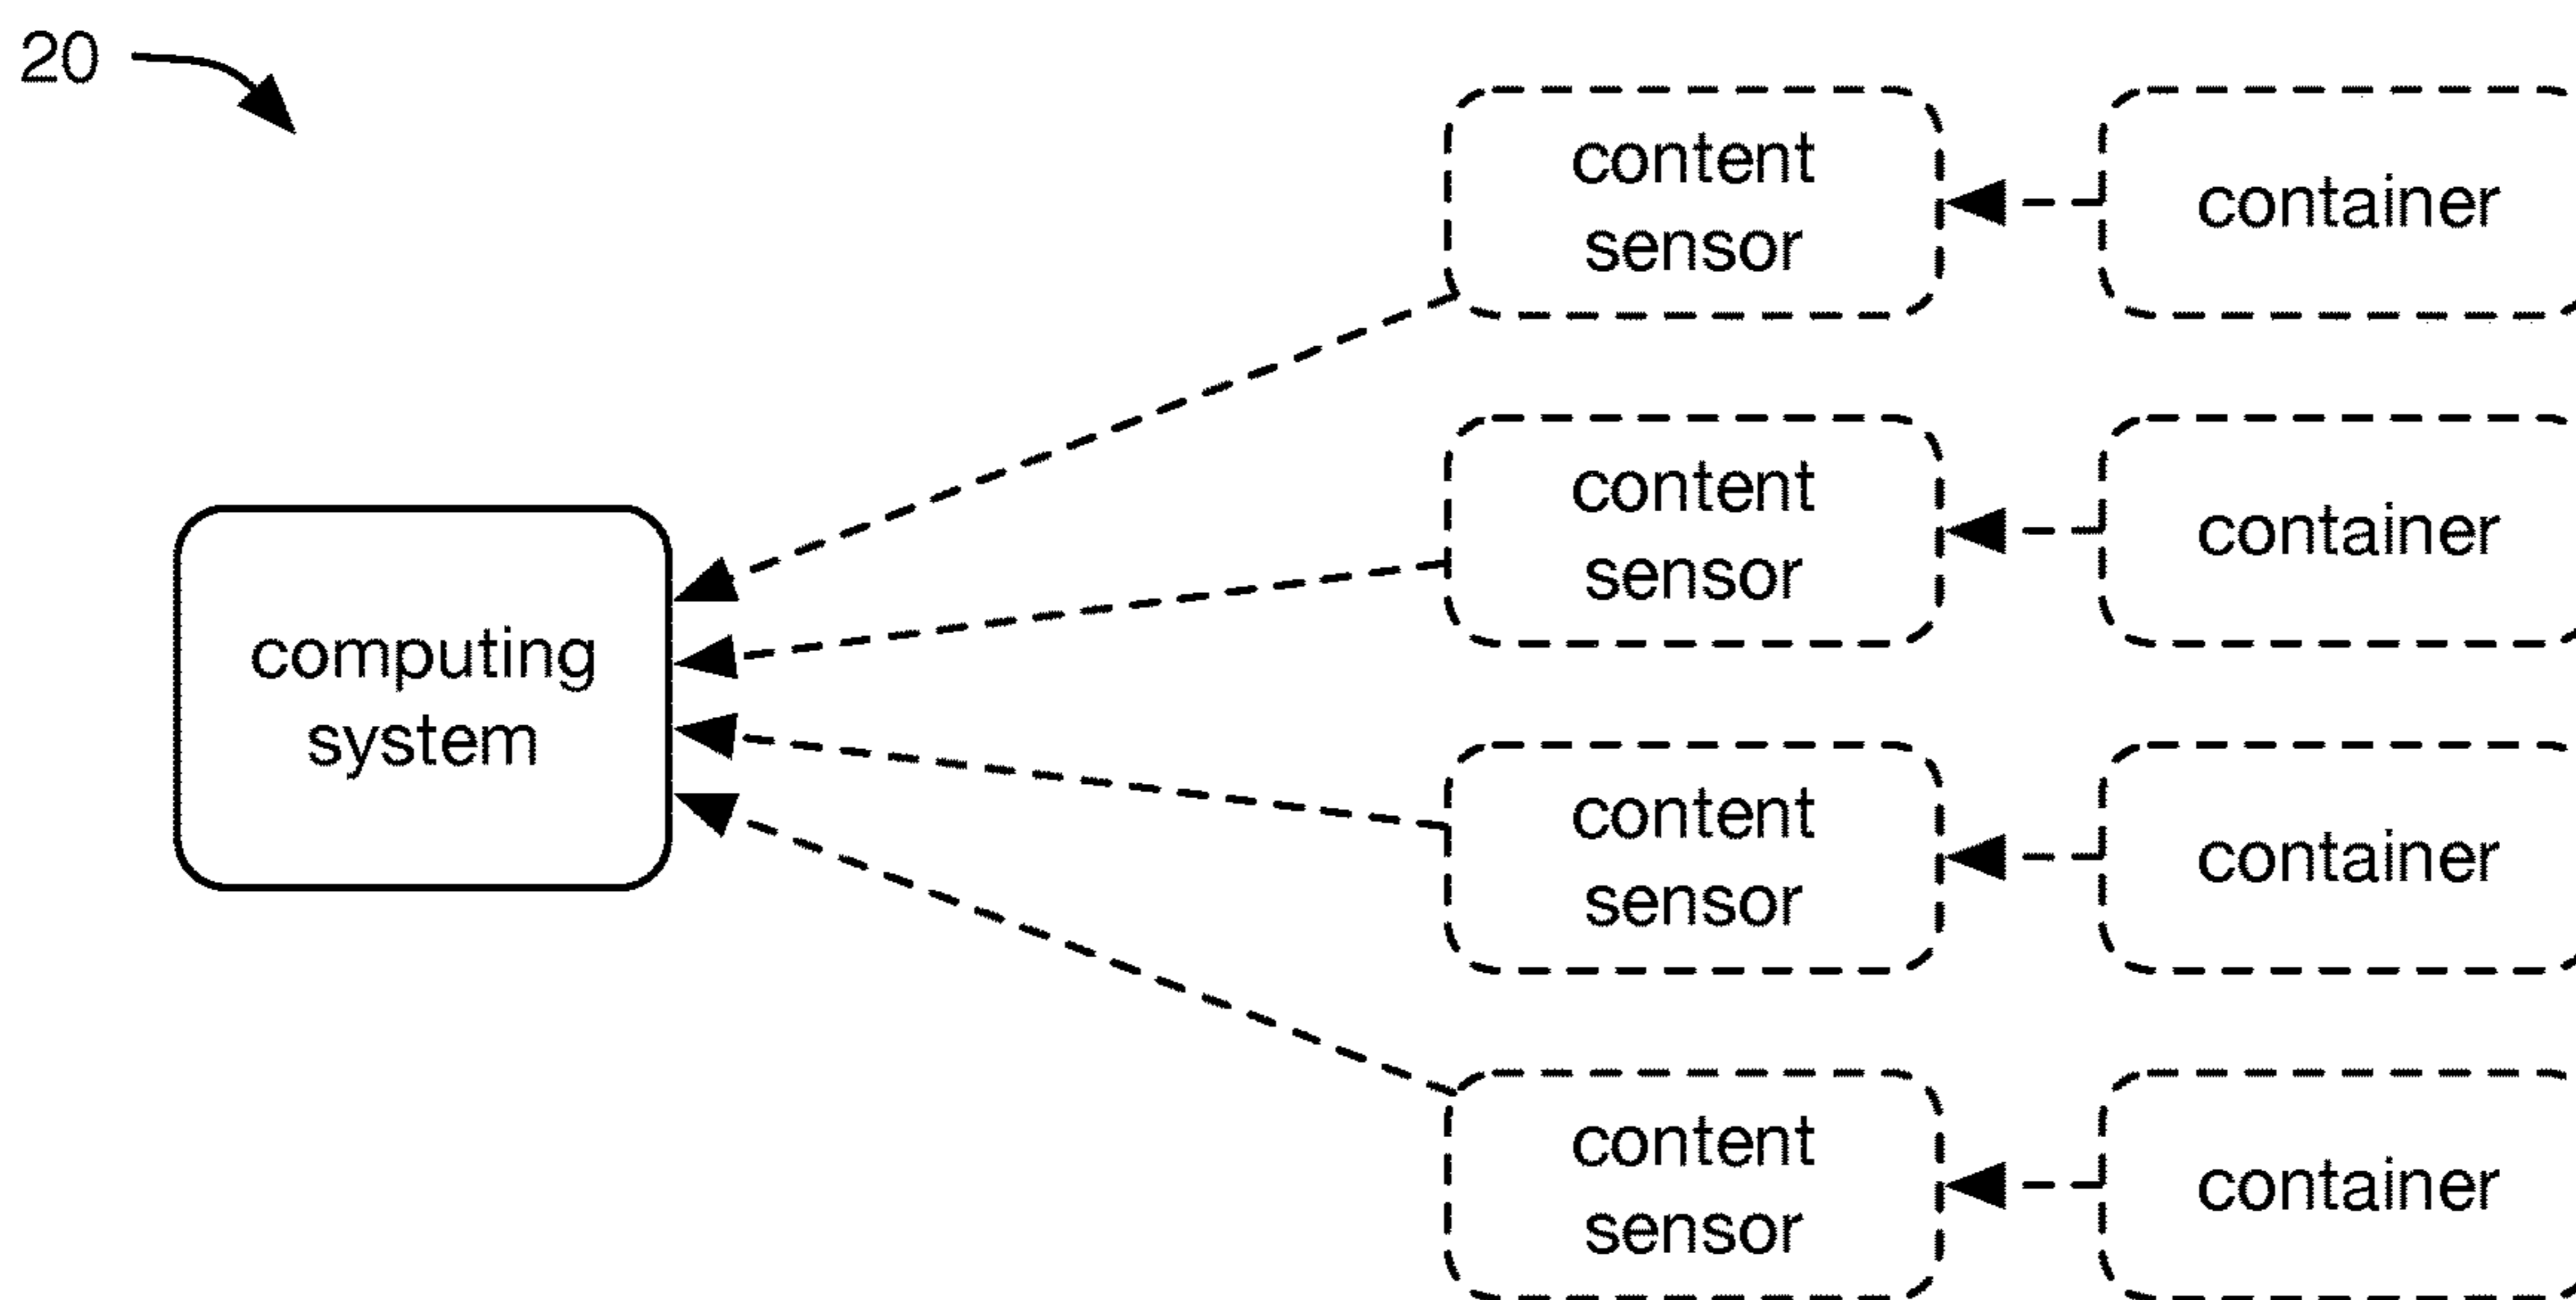 20
content
sensor
container
content
sensor
container
computing
system
content
sensor
container
content
sensor
container